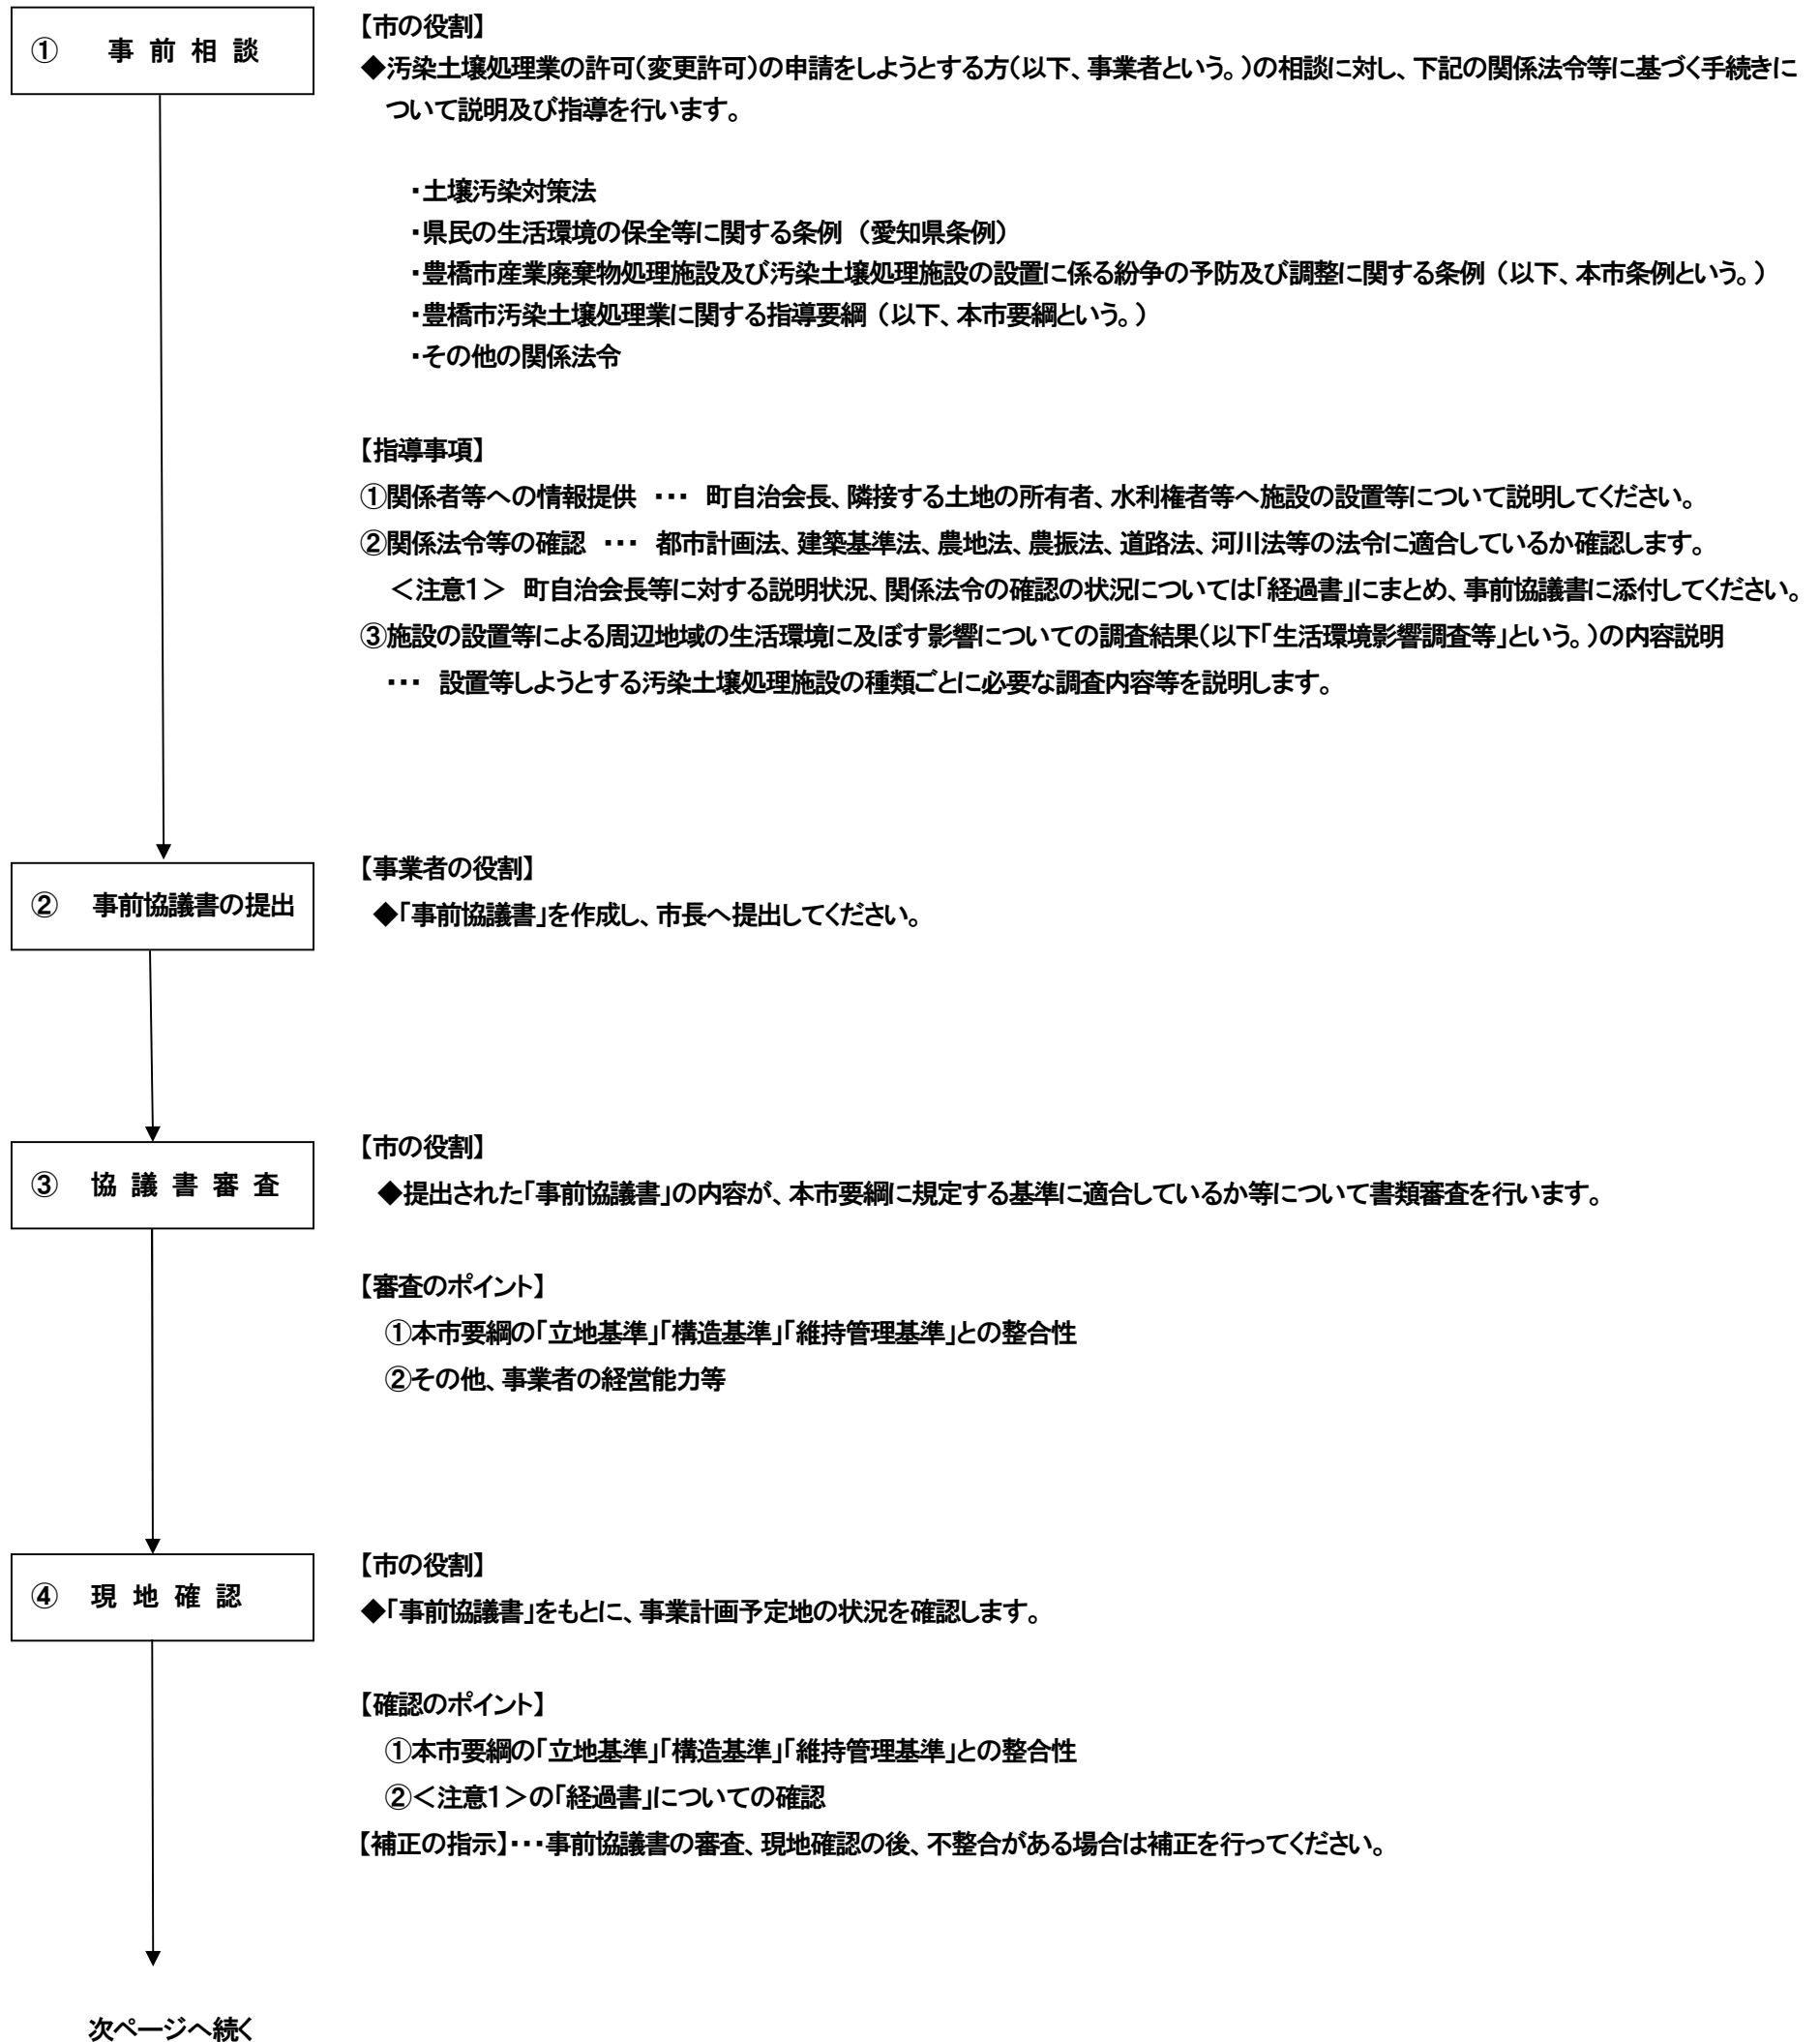 ① 事前相談
【市の役割】
◆汚染土壌処理業の許可(変更許可)の申請をしようとする方(以下、事業者という。)の相談に対し、下記の関係法令等に基づく手続きに
ついて説明及び指導を行います。
・土壌汚染対策法
・県民の生活環境の保全等に関する条例 (愛知県条例)
・豊橋市産業廃棄物処理施設及び汚染土壌処理施設の設置に係る紛争の予防及び調整に関する条例 (以下、本市条例という。)
・豊橋市汚染土壌処理業に関する指導要綱 (以下、本市要綱という。)
・その他の関係法令
【指導事項】
①関係者等への情報提供 ・・・ 町自治会長、隣接する土地の所有者、水利権者等へ施設の設置等について説明してください。
②関係法令等の確認 ・・・ 都市計画法、建築基準法、農地法、農振法、道路法、河川法等の法令に適合しているか確認します。
<注意1> 町自治会長等に対する説明状況、関係法令の確認の状況については「経過書」にまとめ、事前協議書に添付してください。
③施設の設置等による周辺地域の生活環境に及ぼす影響についての調査結果(以下「生活環境影響調査等」という。)の内容説明
・・・ 設置等しようとする汚染土壌処理施設の種類ごとに必要な調査内容等を説明します。
② 事前協議書の提出
【事業者の役割】
◆「事前協議書」を作成し、市長へ提出してください。
③ 協議書審査
【市の役割】
◆提出された「事前協議書」の内容が、本市要綱に規定する基準に適合しているか等について書類審査を行います。
【審査のポイント】
①本市要綱の「立地基準」「構造基準」「維持管理基準」との整合性
②その他、事業者の経営能力等
④ 現地確認
【市の役割】
◆「事前協議書」をもとに、事業計画予定地の状況を確認します。
【確認のポイント】
①本市要綱の「立地基準」「構造基準」「維持管理基準」との整合性
②<注意1>の「経過書」についての確認
【補正の指示】・・・事前協議書の審査、現地確認の後、不整合がある場合は補正を行ってください。
次ページへ続く